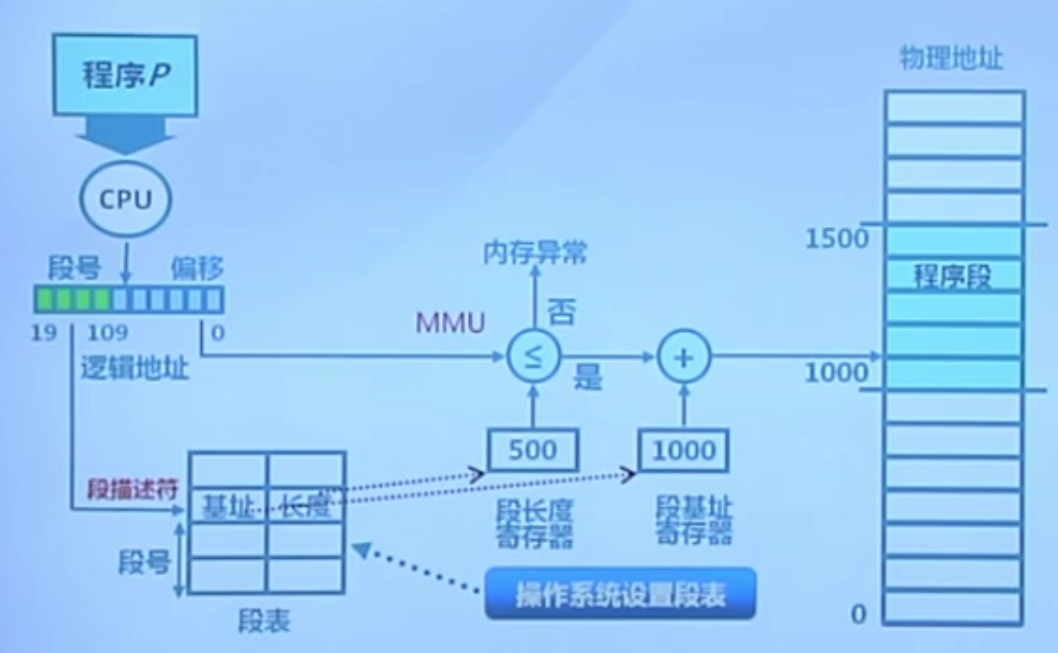 程序P
物理地址
CPU
1500
段号
偏移
内存异常
程序段
19
109
0
MMU
否
≤
+
逻辑地址
是
1000
500
1000
段描述符
基址
长度
段长度
寄存器
段基址
寄存器
段号
操作系统设置段表
0
段表